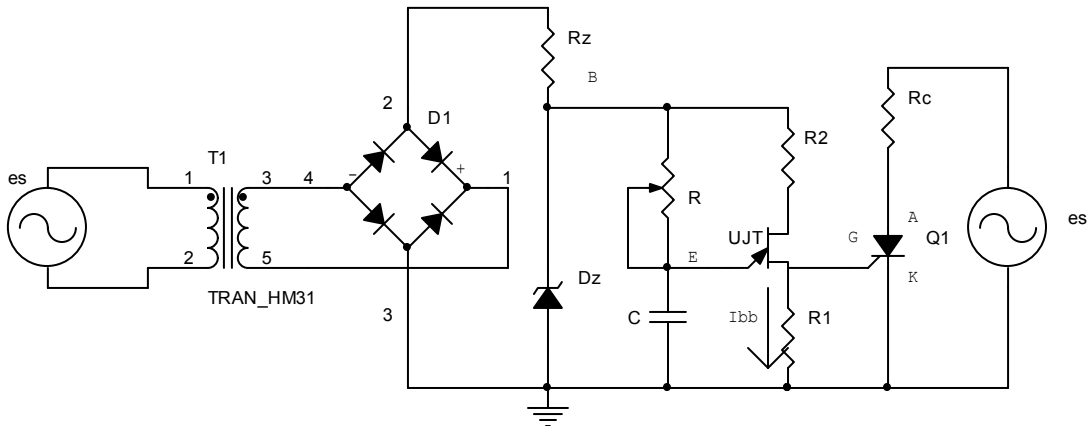 es
T1
1
2
TRAN_HM31
3
5
4
2
D1
-
+
1
3
Rz
B
Dz
R
E
C
R2
UJT
Ibb
R1
Rc
G
A
Q1
K
es